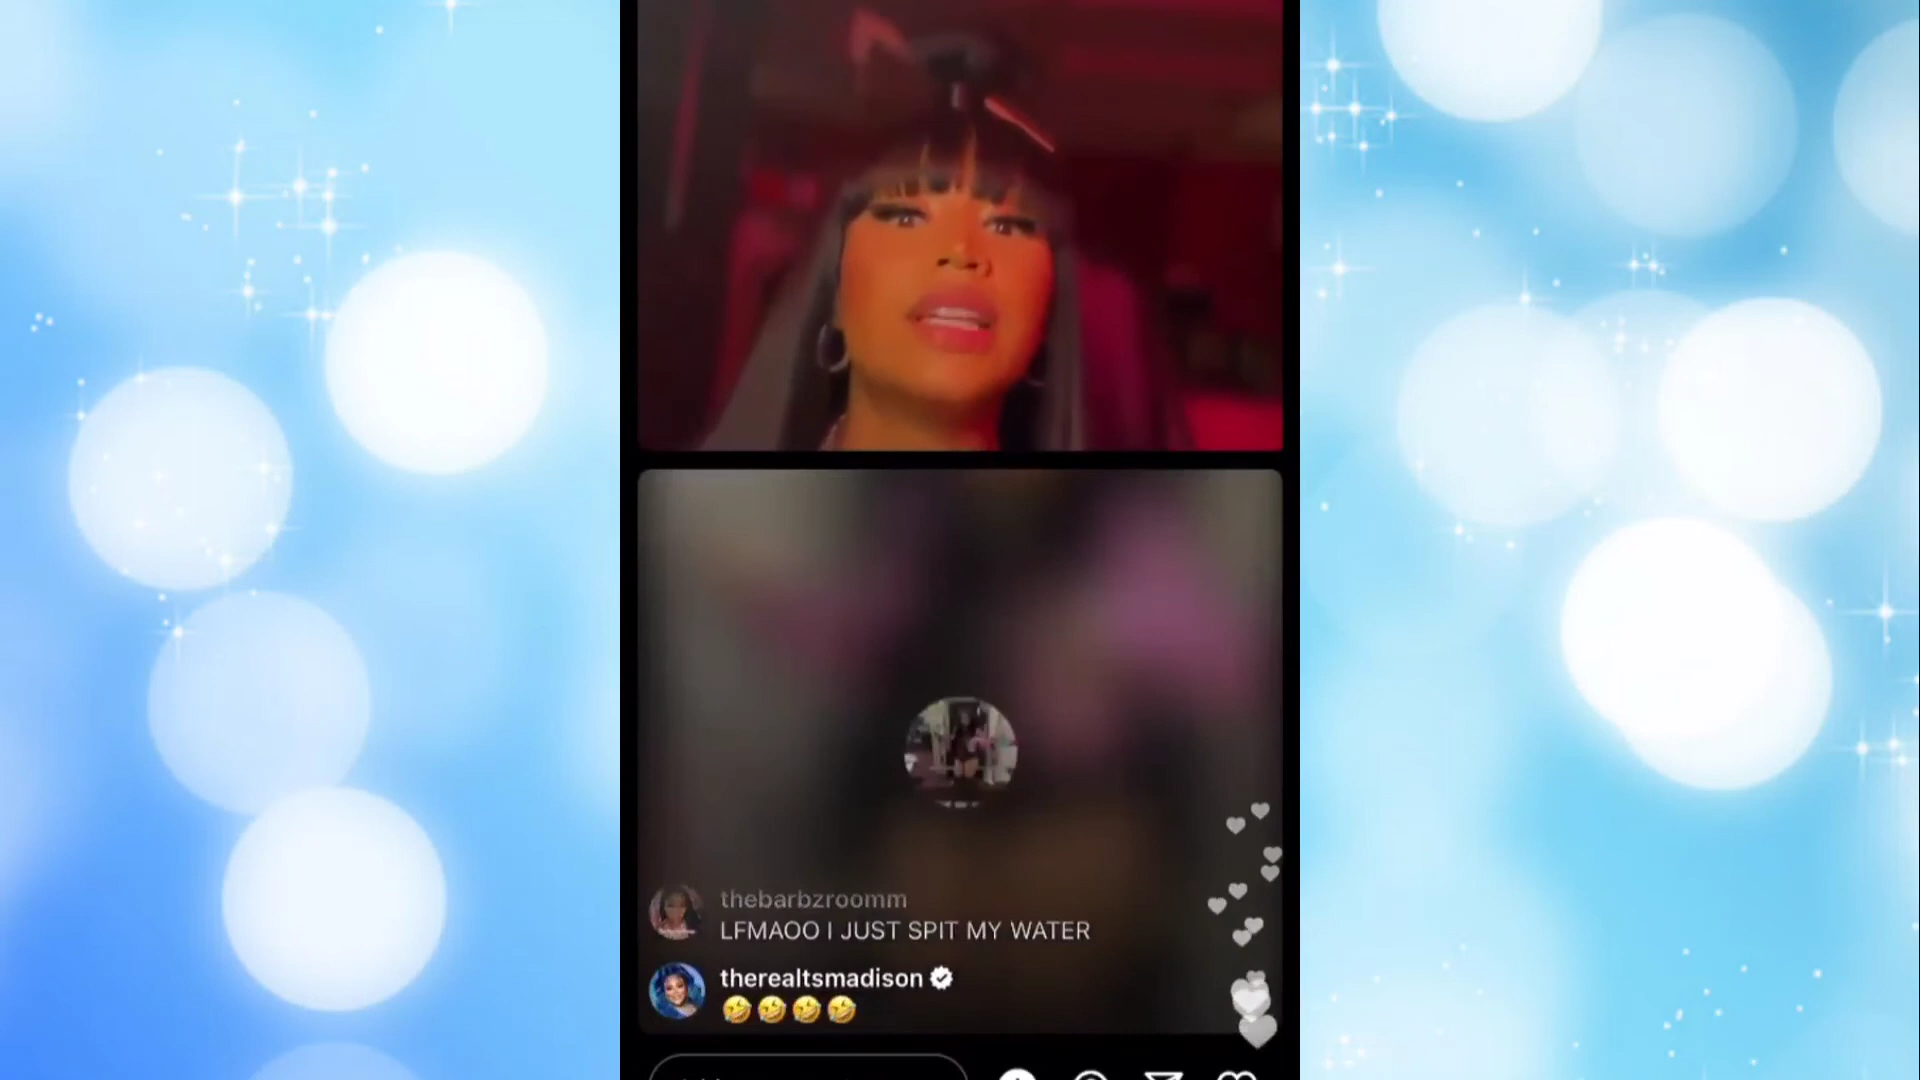 thebarbzroomm
LFMAOO I JUST SPIT MY WATER
therealtsmadison
🤣🤣🤣🤣